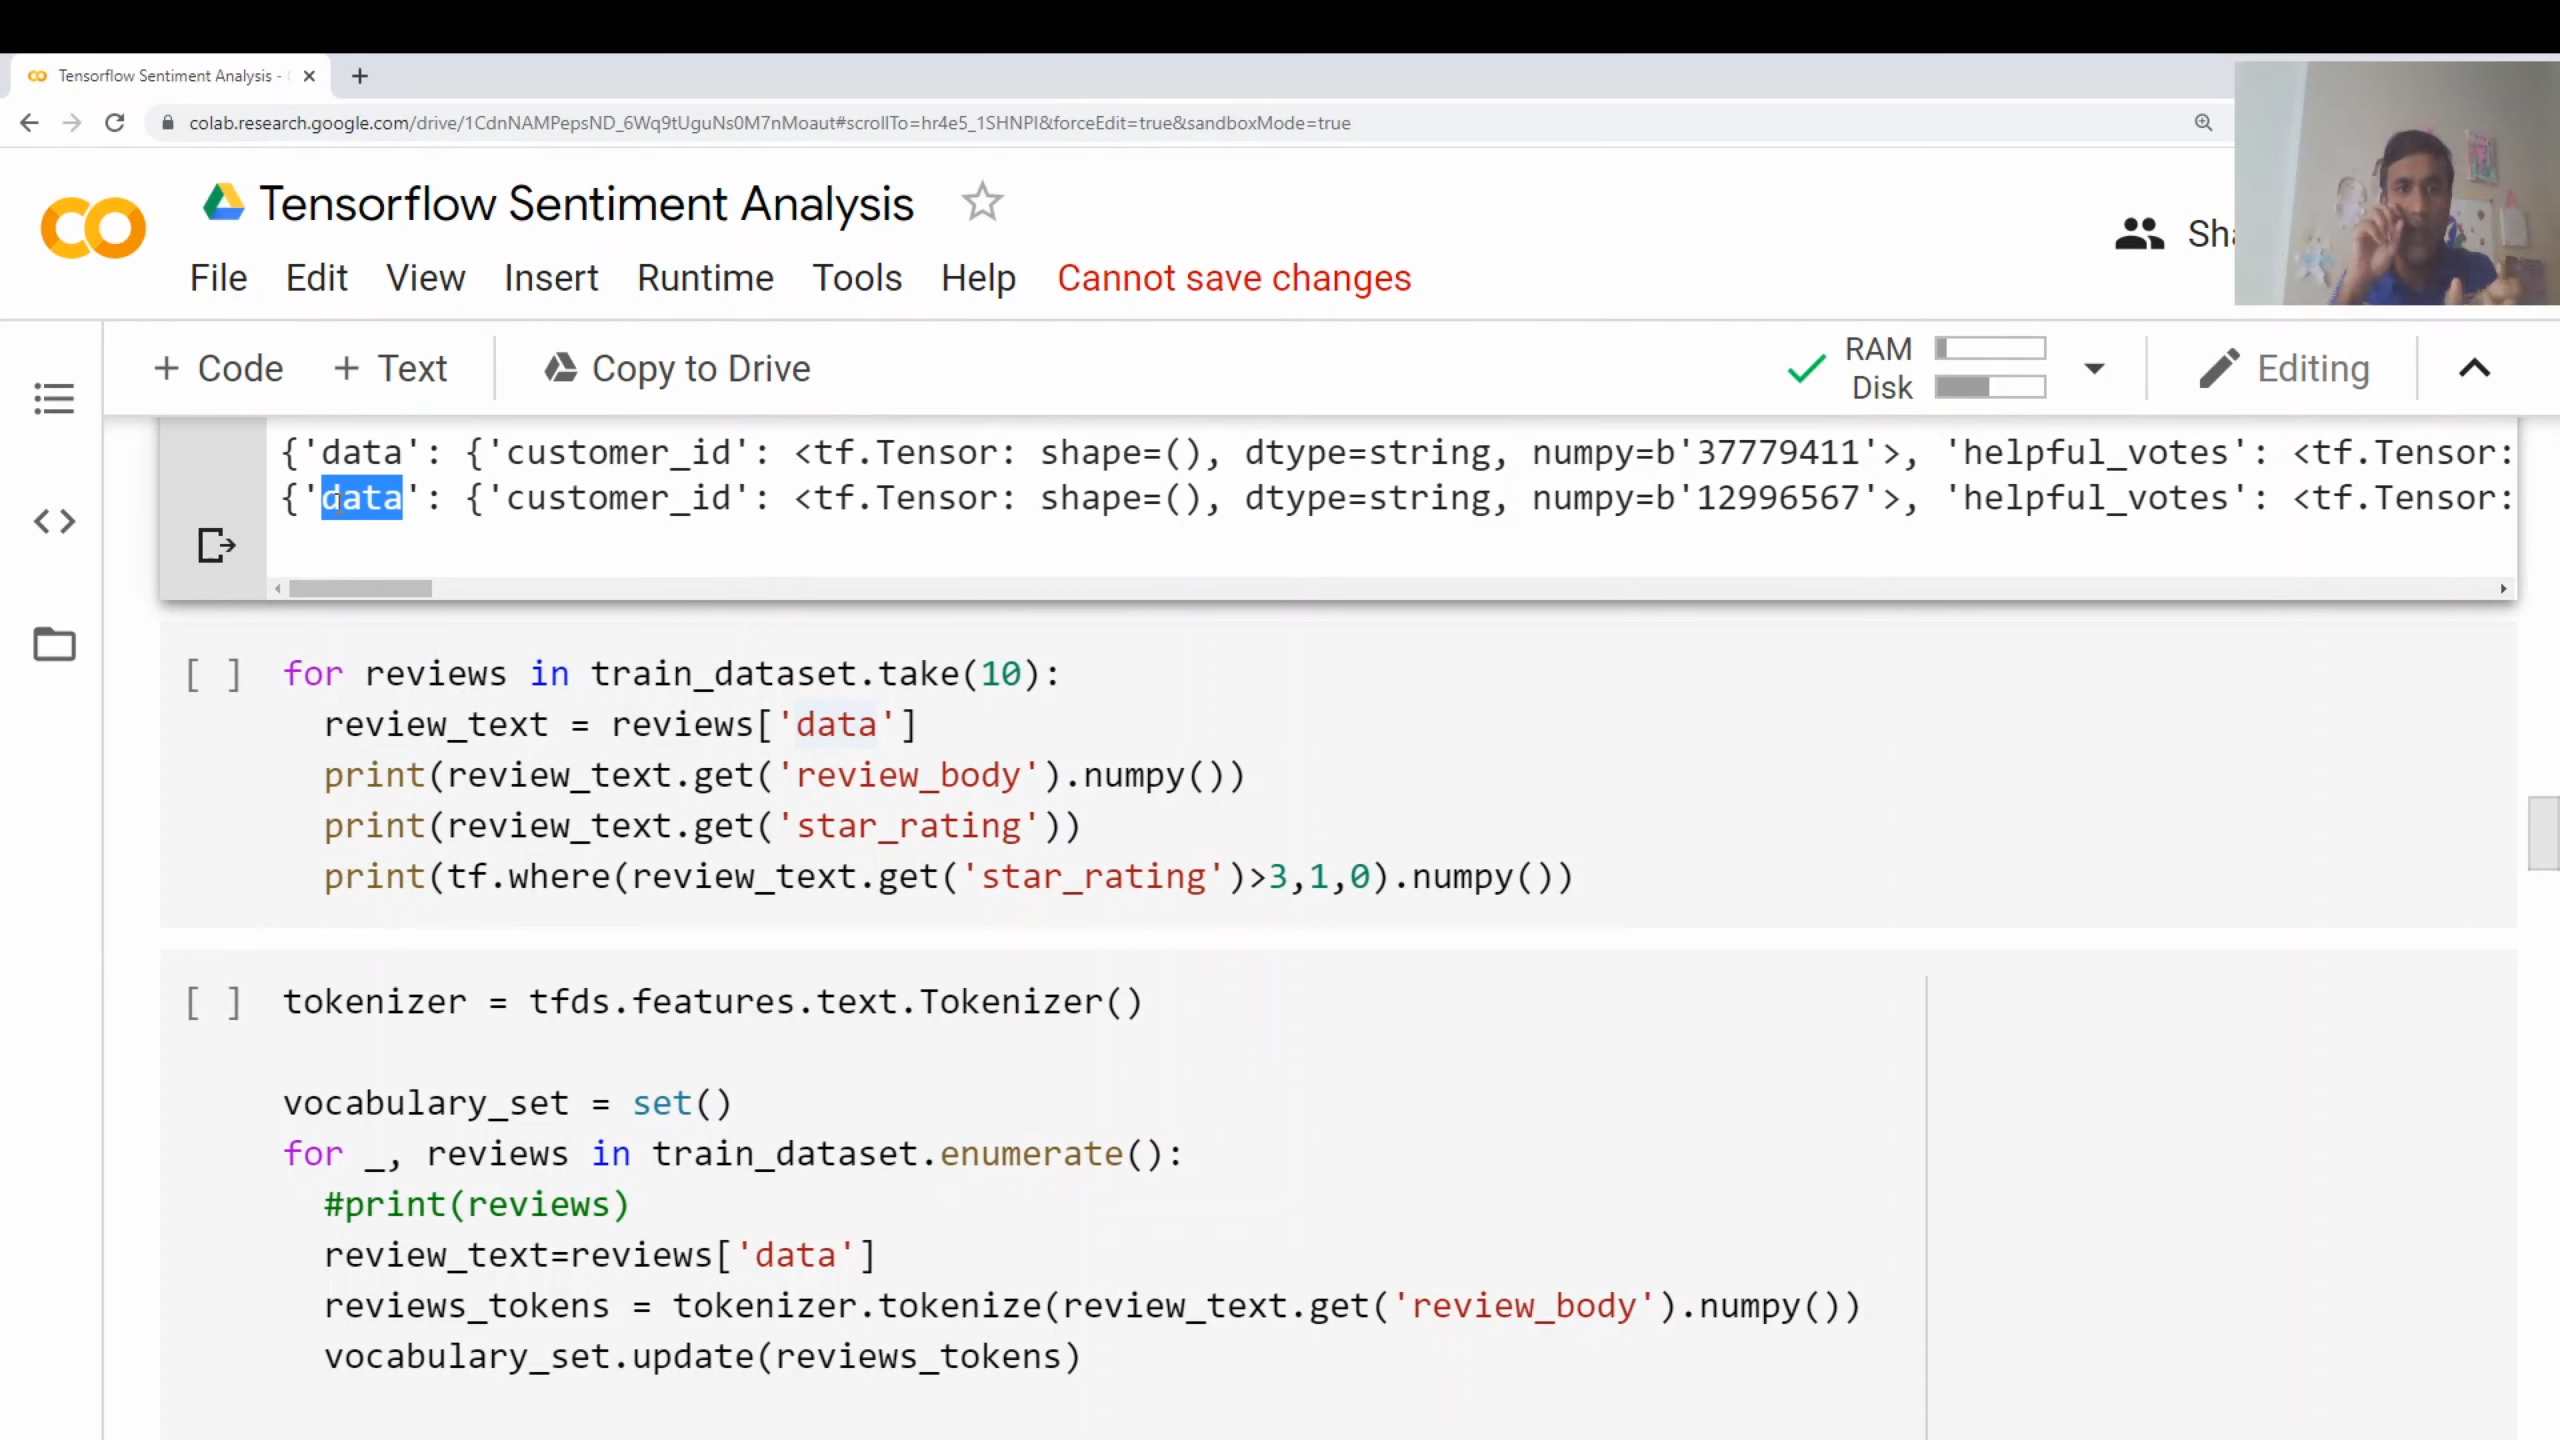 Tensorflow Sentiment Analysis -
colab.research.google.com/drive/1CdnNAMPepsND_6Wq9tUguNs0M7nMoaut#scrollTo=hr4e5_1SHNPI&forceEdit=true&sandboxMode=true
Tensorflow Sentiment Analysis
File Edit View Insert Runtime Tools Help Cannot save changes
Sha
+ Code + Text Copy to Drive RAM Disk Editing
{'data': {'customer_id': <tf.Tensor: shape=(), dtype=string, numpy=b'37779411'>, 'helpful_votes': <tf.Tensor:
{'data': {'customer_id': <tf.Tensor: shape=(), dtype=string, numpy=b'12996567'>, 'helpful_votes': <tf.Tensor:
[ ] for reviews in train_dataset.take(10):
review_text = reviews['data']
print(review_text.get('review_body').numpy())
print(review_text.get('star_rating'))
print(tf.where(review_text.get('star_rating')>3,1,0).numpy())
[ ] tokenizer = tfds.features.text.Tokenizer()
vocabulary_set = set()
for _, reviews in train_dataset.enumerate():
#print(reviews)
review_text=reviews['data']
reviews_tokens = tokenizer.tokenize(review_text.get('review_body').numpy())
vocabulary_set.update(reviews_tokens)